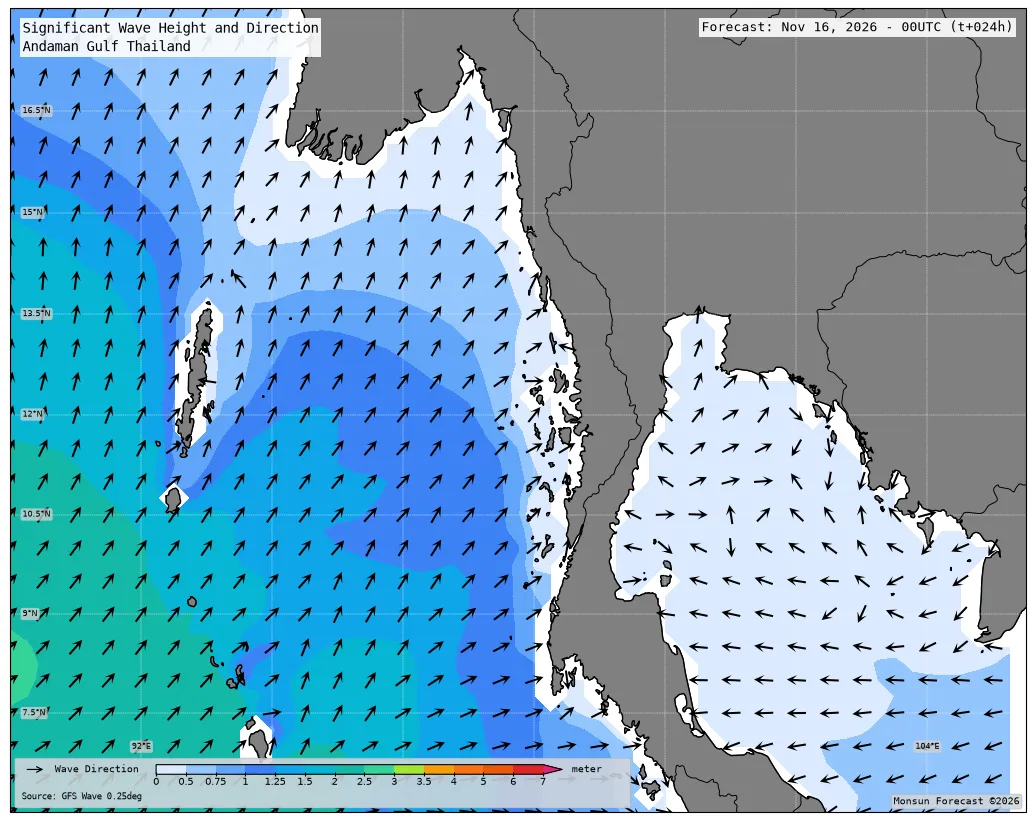 Significant Wave Height and Direction
Andaman Gulf Thailand
Forecast: Nov 16, 2026 - 00UTC (t+024h)
16.5°N
15°N
13.5°N
12°N
10.5°N
9°N
7.5°N
92°E
104°E
Wave Direction
meter
0 0.5 0.75 1 1.25 1.5 2 2.5 3 3.5 4 5 6 7
Source: GFS Wave 0.25deg
Monsun Forecast ©2026